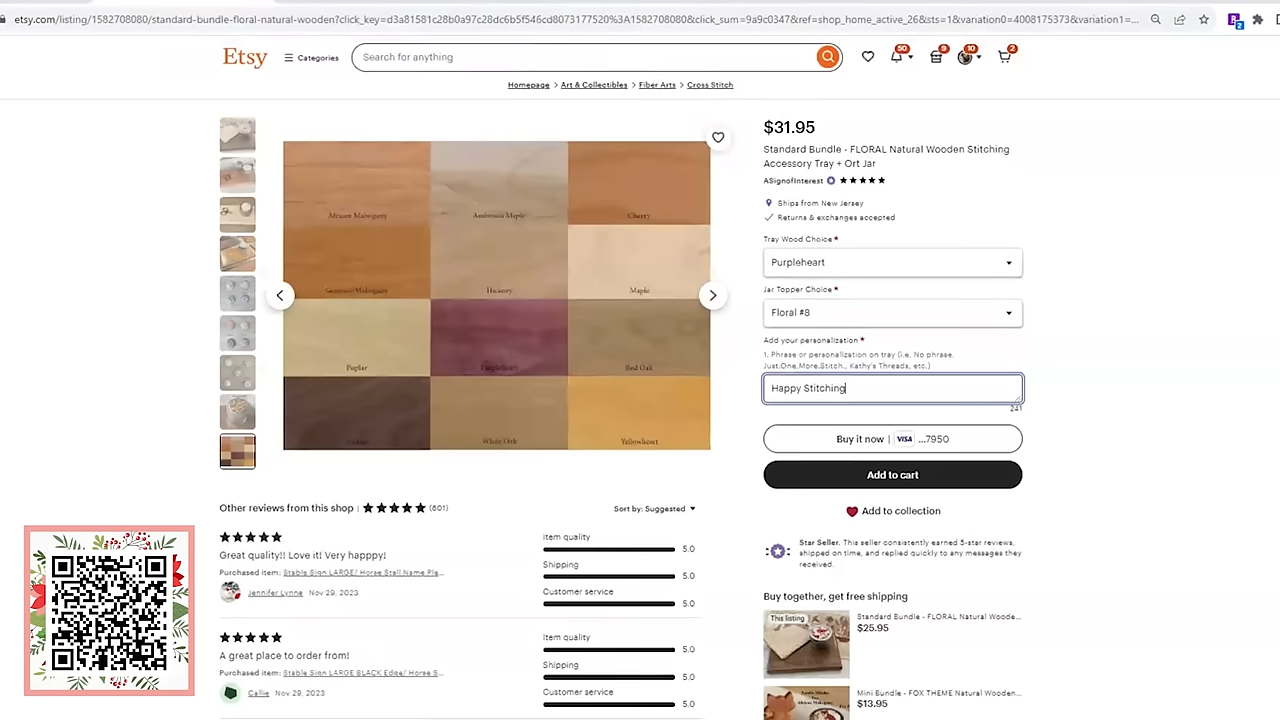 etsy.com/listing/1582708080/standard-bundle-floral-natural-wooden?click_key=d3a81581c28b0a97c28dc6b5f546cd8073177520%3A1582708080&click_sum=9a9c0347&ref=shop_home_active_26&sts=1&variation0=4008175373&variation1=...
Etsy
Categories
Search for anything
50
9
10
2
Homepage > Art & Collectibles > Fiber Arts > Cross Stitch
African Mahogany
Ambrosia Maple
Cherry
Genuine Mahogany
Hickory
Maple
Poplar
Purpleheart
Red Oak
Walnut
White Oak
Yellowheart
$31.95
Standard Bundle - FLORAL Natural Wooden Stitching
Accessory Tray + Ort Jar
ASignofInterest
Ships from New Jersey
Returns & exchanges accepted
Tray Wood Choice *
Purpleheart
Jar Topper Choice *
Floral #8
Add your personalization *
1. Phrase or personalization on tray (i.e. No phrase,
Just.One.More.Stitch., Kathy's Threads, etc.)
Happy Stitching
241
Buy it now | VISA ...7950
Add to cart
Add to collection
Star Seller. This seller consistently earned 5-star reviews,
shipped on time, and replied quickly to any messages they
received.
Buy together, get free shipping
This listing
Standard Bundle - FLORAL Natural Woode...
$25.95
Mini Bundle - FOX THEME Natural Wooden...
$13.95
Other reviews from this shop | (601)
Sort by: Suggested
Great quality!! Love it! Very happpy!
Purchased item: Stable Sign LARGE/ Horse Stall Name Pla...
Jennifer Lynne Nov 29, 2023
Item quality
5.0
Shipping
5.0
Customer service
5.0
A great place to order from!
Purchased item: Stable Sign LARGE BLACK Edge/ Horse S...
Callie Nov 29, 2023
Item quality
5.0
Shipping
5.0
Customer service
5.0